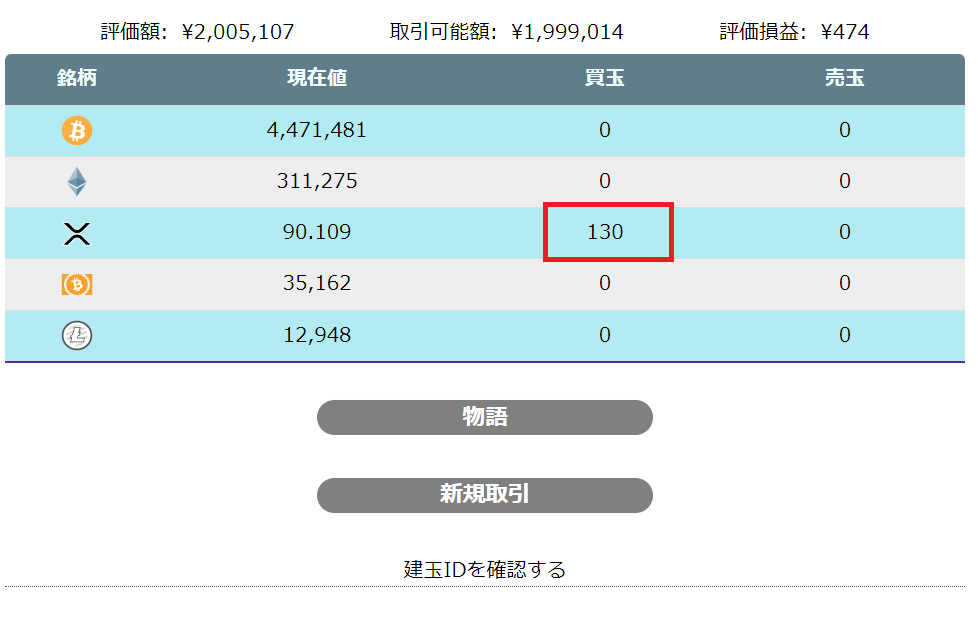 評価額: ¥2,005,107 取引可能額: ¥1,999,014 評価損益: ¥474
銘柄 現在値 買玉 売玉
4,471,481 0 0
311,275 0 0
90.109 130 0
35,162 0 0
12,948 0 0
物語
新規取引
建玉IDを確認する